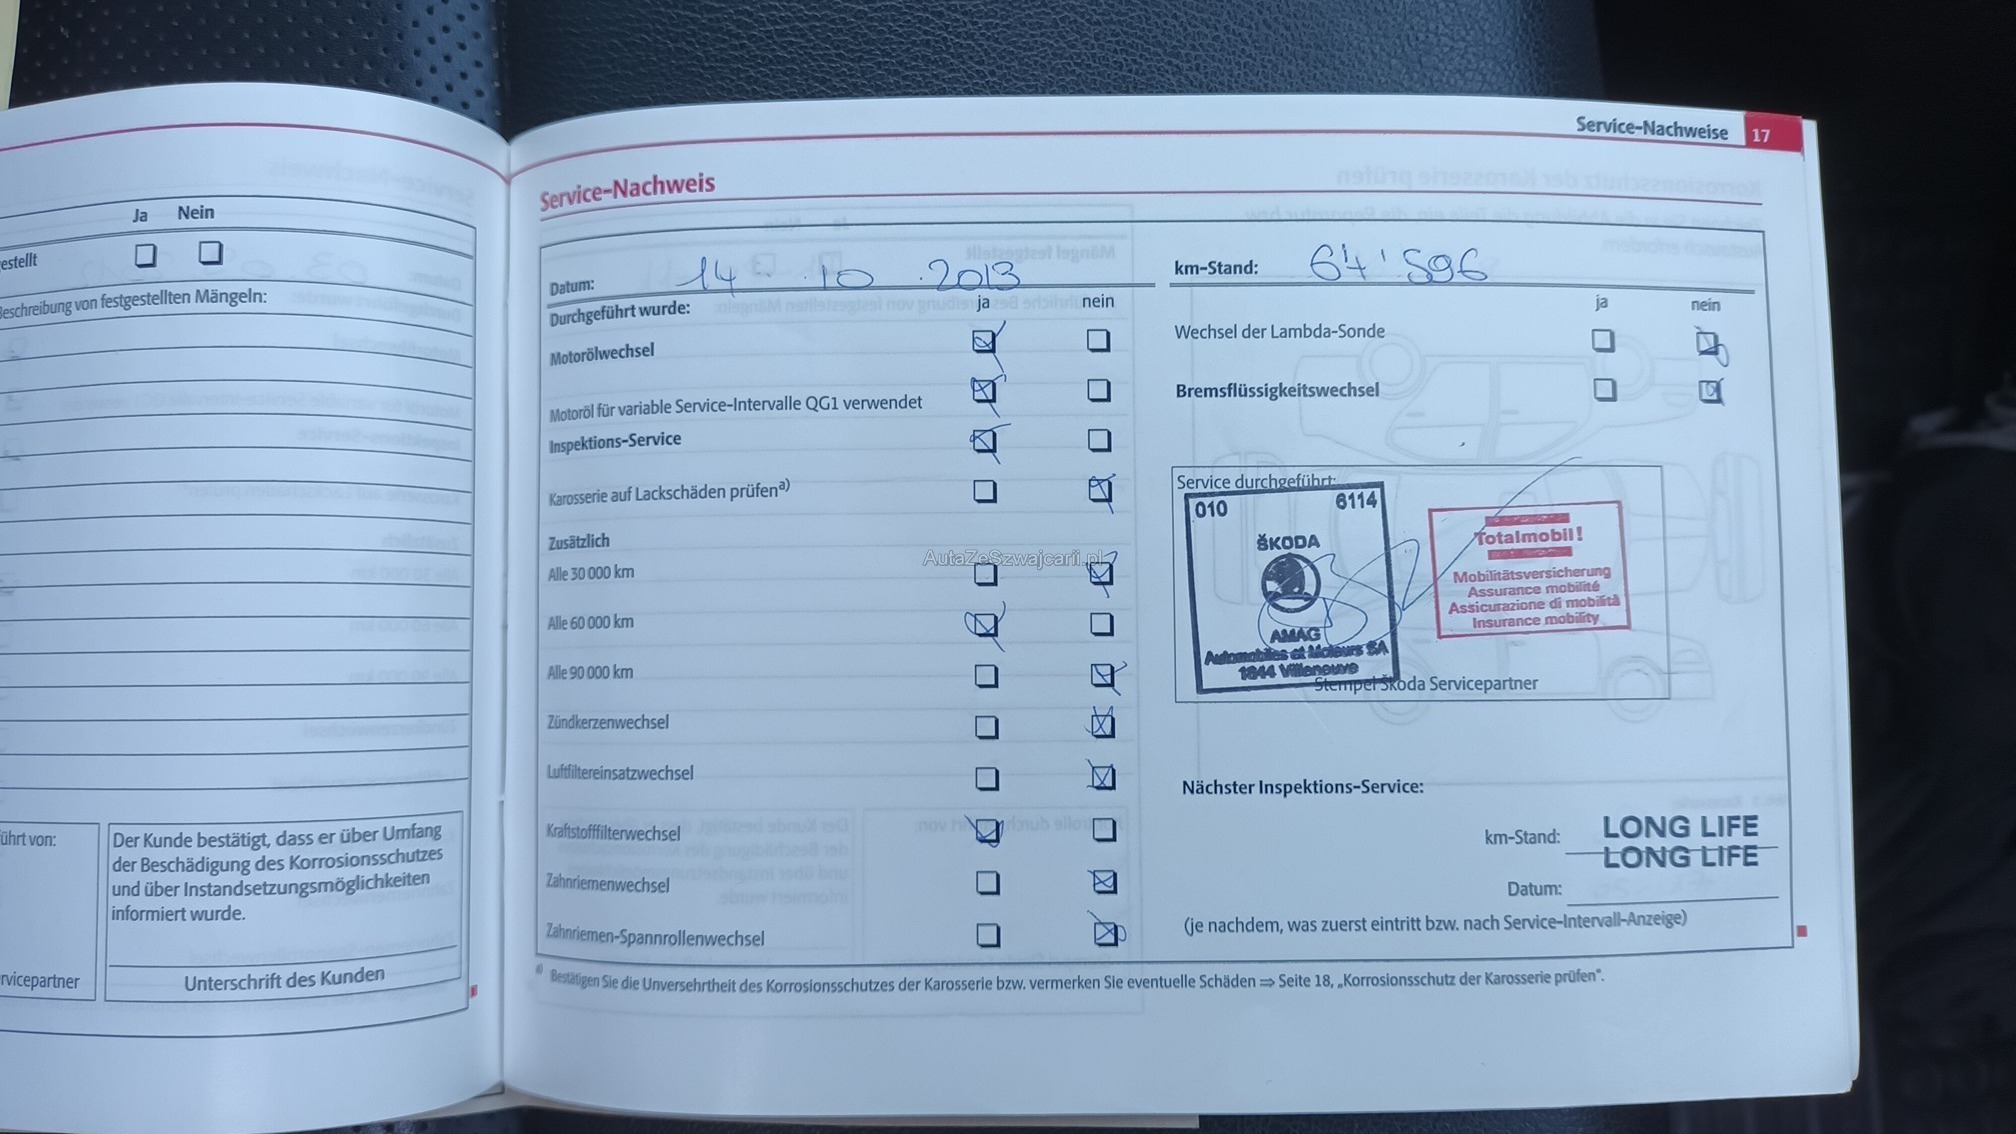 Ja Nein
estellt
Beschreibung von festgestellten Mängeln:
ührt von:
Der Kunde bestätigt, dass er über Umfang
der Beschädigung des Korrosionsschutzes
und über Instandsetzungsmöglichkeiten
informiert wurde.
rvicepartner
Unterschrift des Kunden
Service-Nachweise 17
Service-Nachweis
Datum: 14 . 10 . 2013
Durchgeführt wurde: ja nein
Motorölwechsel
Motoröl für variable Service-Intervalle QG1 verwendet
Inspektions-Service
Karosserie auf Lackschäden prüfen a)
Zusätzlich
Alle 30 000 km
Alle 60 000 km
Alle 90 000 km
Zündkerzenwechsel
Luftfiltereinsatzwechsel
Kraftstofffilterwechsel
Zahnriemenwechsel
Zahnriemen-Spannrollenwechsel
km-Stand: 64'596
ja nein
Wechsel der Lambda-Sonde
Bremsflüssigkeitswechsel
Service durchgeführt:
010 6114
ŠKODA
AMAG
Automobiles et Moteurs SA
1844 Villeneuve
Totalmobil!
Mobilitätsversicherung
Assurance mobilité
Assicurazione di mobilità
Insurance mobility
Stempel Škoda Servicepartner
Nächster Inspektions-Service:
km-Stand: LONG LIFE
LONG LIFE
Datum:
(je nachdem, was zuerst eintritt bzw. nach Service-Intervall-Anzeige)
a) Bestätigen Sie die Unversehrtheit des Korrosionsschutzes der Karosserie bzw. vermerken Sie eventuelle Schäden ⇒ Seite 18, „Korrosionsschutz der Karosserie prüfen“.
AutaZeSzwajcarii.pl